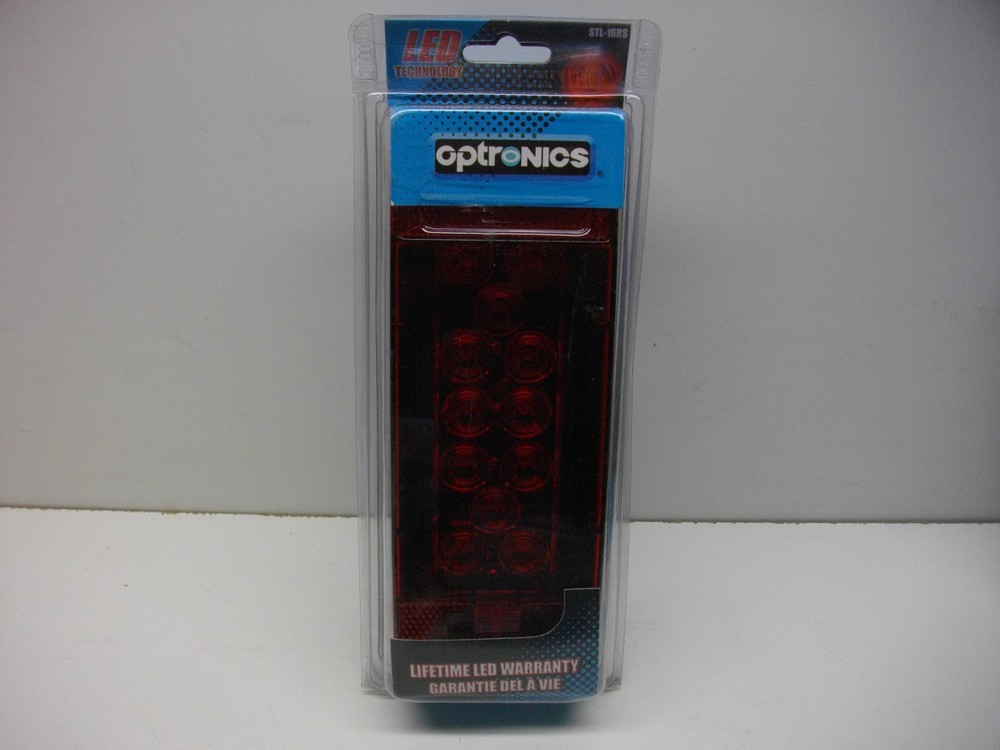 LED
TECHNOLOGY
STL-16RS
OPTRONICS®
LIFETIME LED WARRANTY
GARANTIE DEL À VIE